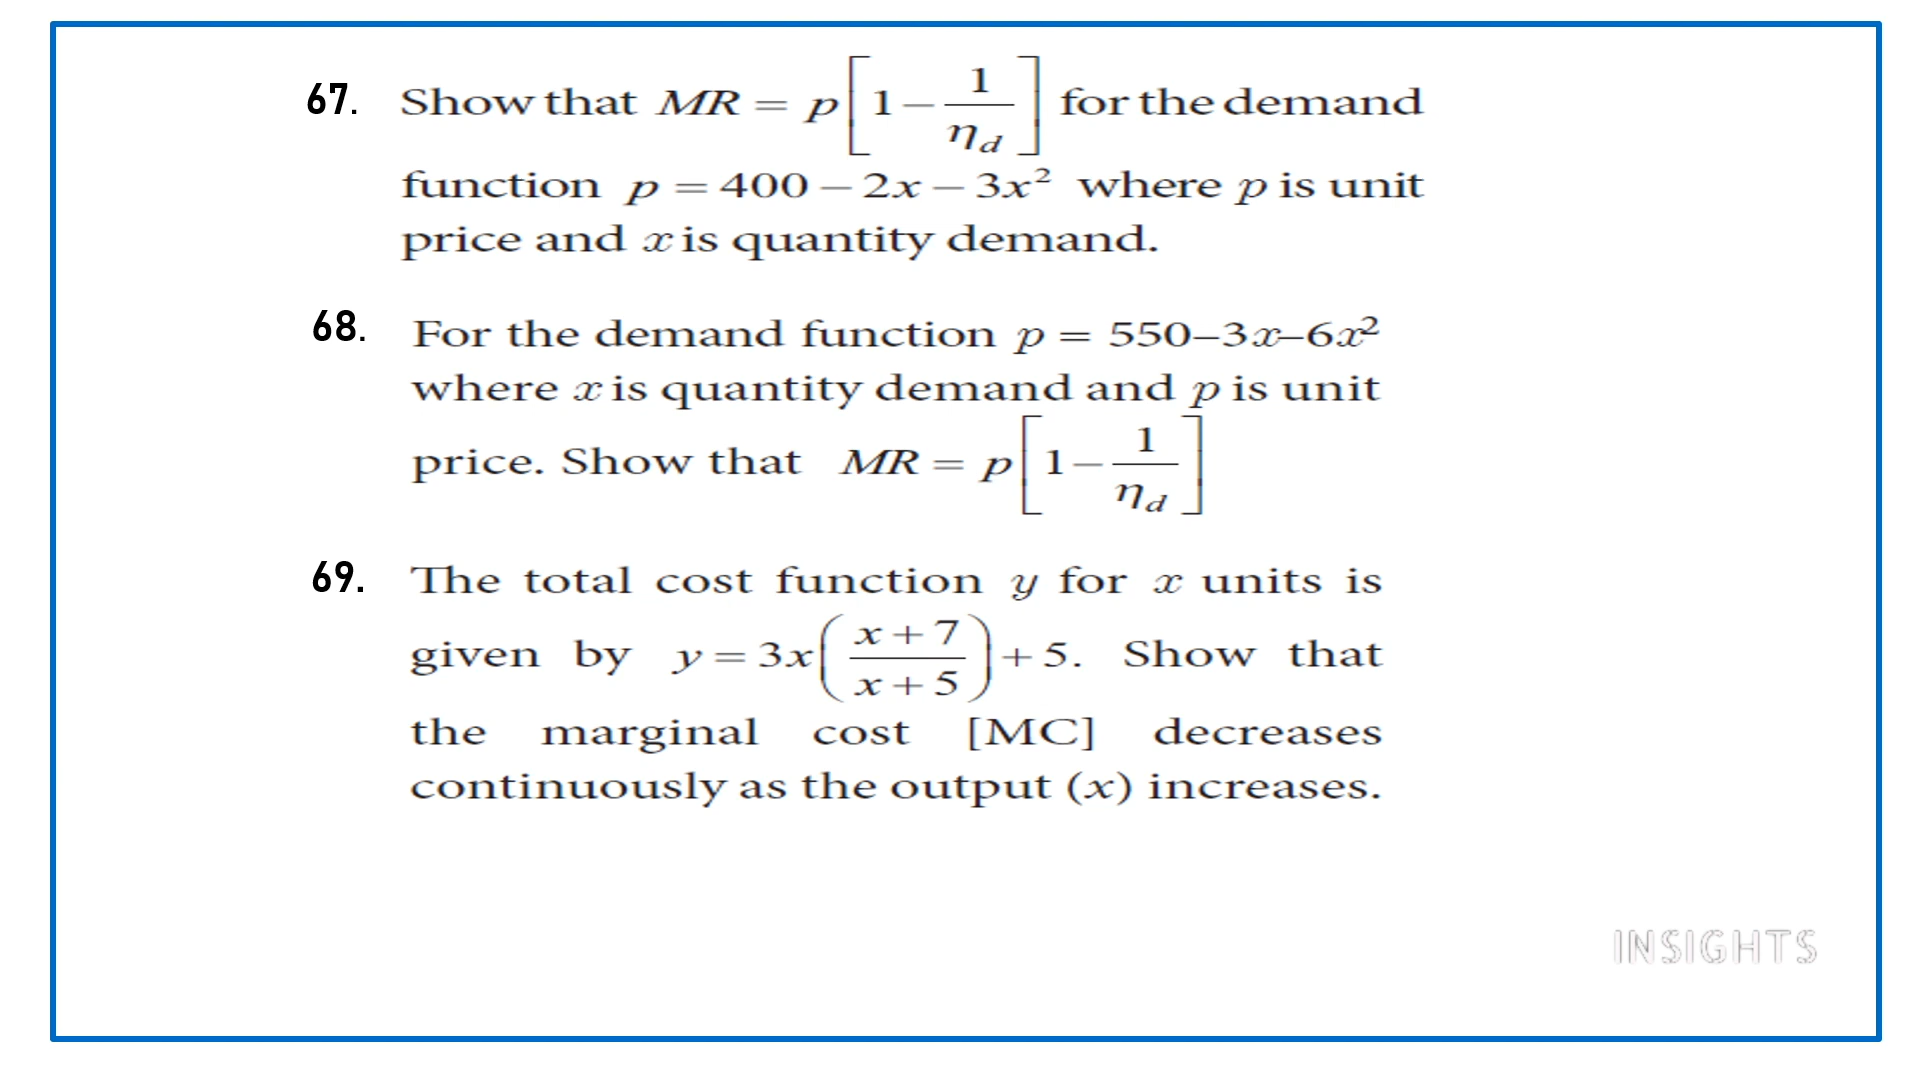 67. Show that MR = p[1 − 1/η_d] for the demand
function p = 400 − 2x − 3x² where p is unit
price and x is quantity demand.
68. For the demand function p = 550–3x–6x²
where x is quantity demand and p is unit
price. Show that MR = p[1 − 1/η_d]
69. The total cost function y for x units is
given by y = 3x((x + 7)/(x + 5)) + 5. Show that
the marginal cost [MC] decreases
continuously as the output (x) increases.
INSIGHTS